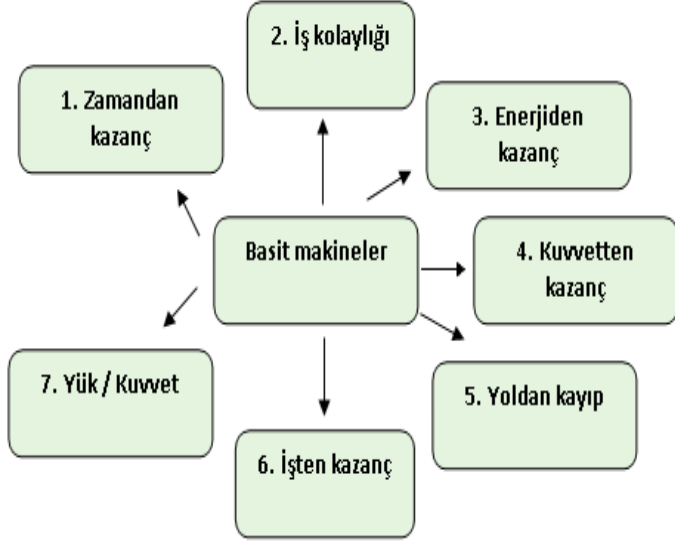 2. İş kolaylığı
1. Zamandan
kazanç
3. Enerjiden
kazanç
Basit makineler
4. Kuvvetten
kazanç
7. Yük / Kuvvet
5. Yoldan kayıp
6. İşten kazanç